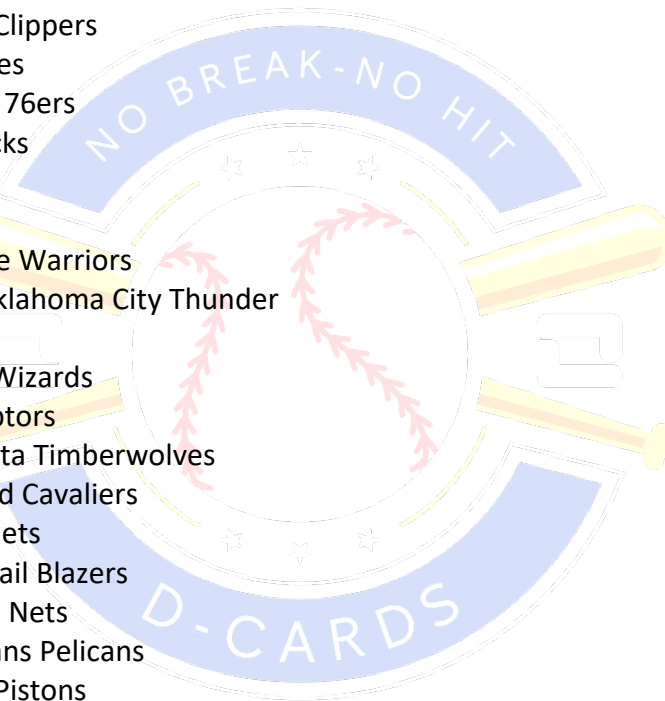 Clippers
es
76ers
cks
e Warriors
klahoma City Thunder
Wizards
ptors
ta Timberwolves
d Cavaliers
ets
ail Blazers
Nets
ns Pelicans
Pistons
NO BREAK-NO HIT
D-CARDS